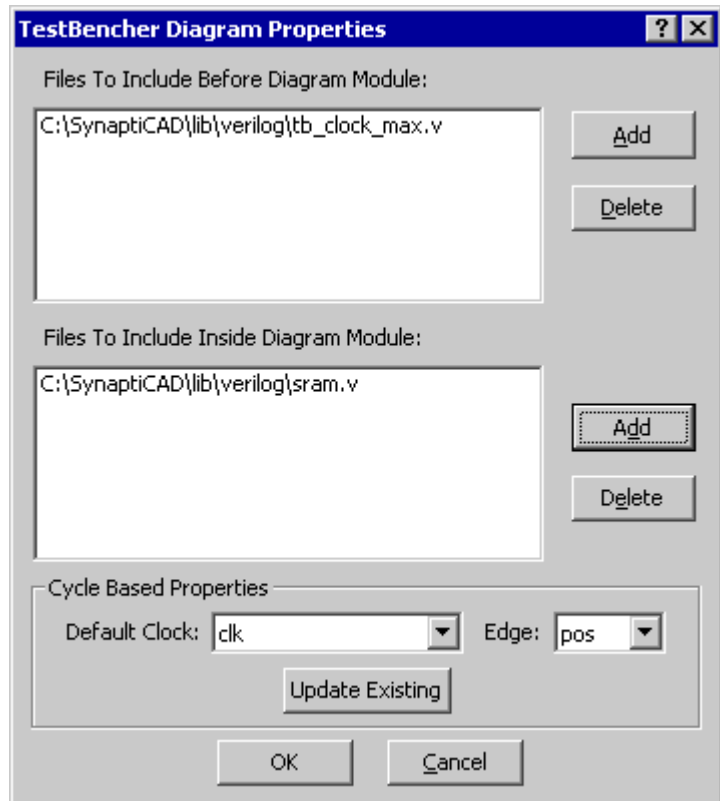 TestBencher Diagram Properties
Files To Include Before Diagram Module:
C:\SynaptiCAD\lib\verilog\tb_clock_max.v
Add
Delete
Files To Include Inside Diagram Module:
C:\SynaptiCAD\lib\verilog\sram.v
Add
Delete
Cycle Based Properties
Default Clock: clk Edge: pos
Update Existing
OK Cancel